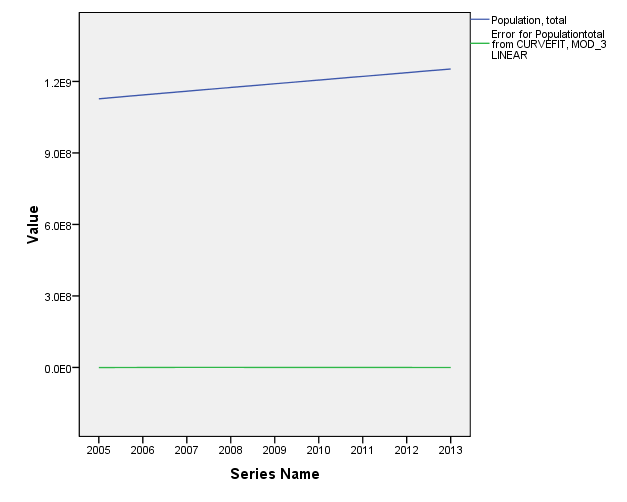 Population, total
Error for Populationtotal
from CURVEFIT, MOD_3
LINEAR
1.2E9
9.0E8
6.0E8
3.0E8
0.0E0
Value
2005 2006 2007 2008 2009 2010 2011 2012 2013
Series Name